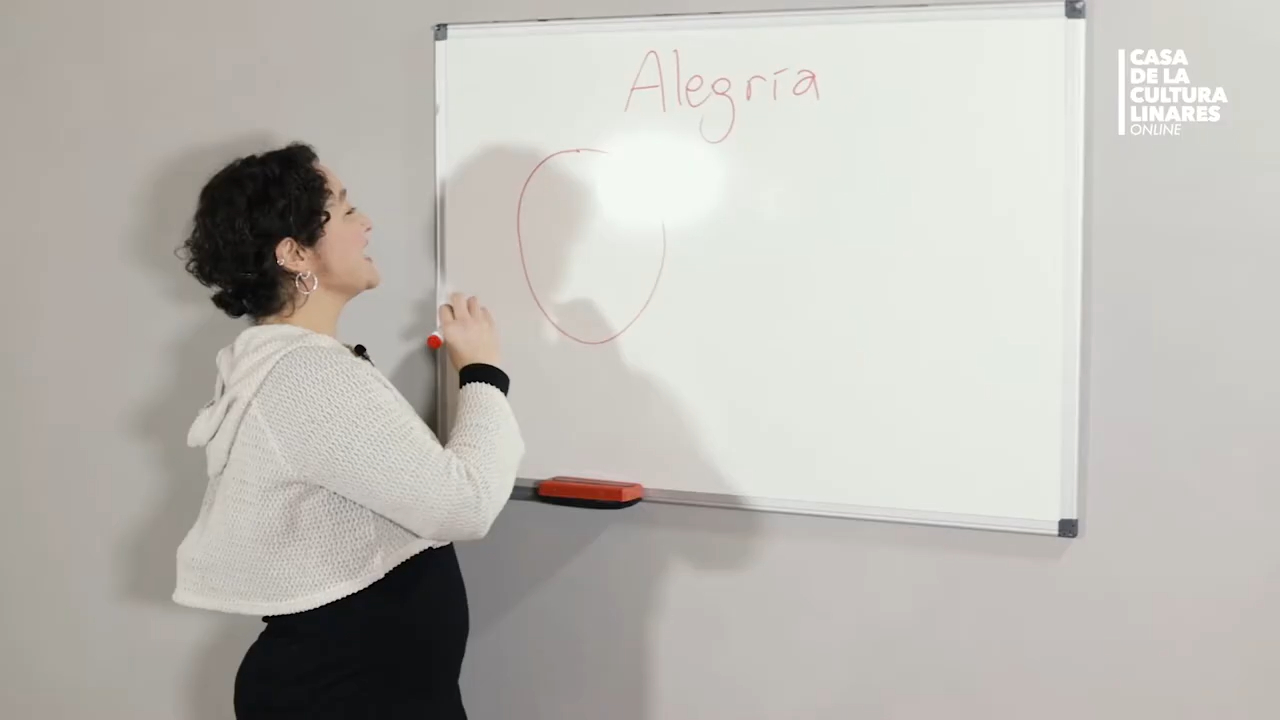 Alegría
CASA
DE LA
CULTURA
LINARES
ONLINE